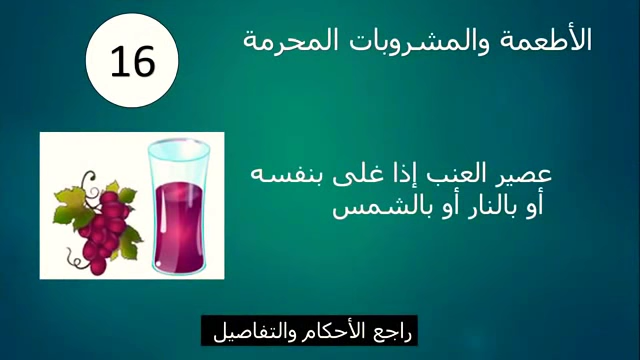 الأطعمة والمشروبات المحرمة
16
عصير العنب إذا غلى بنفسه
أو بالنار أو بالشمس
راجع الأحكام والتفاصيل